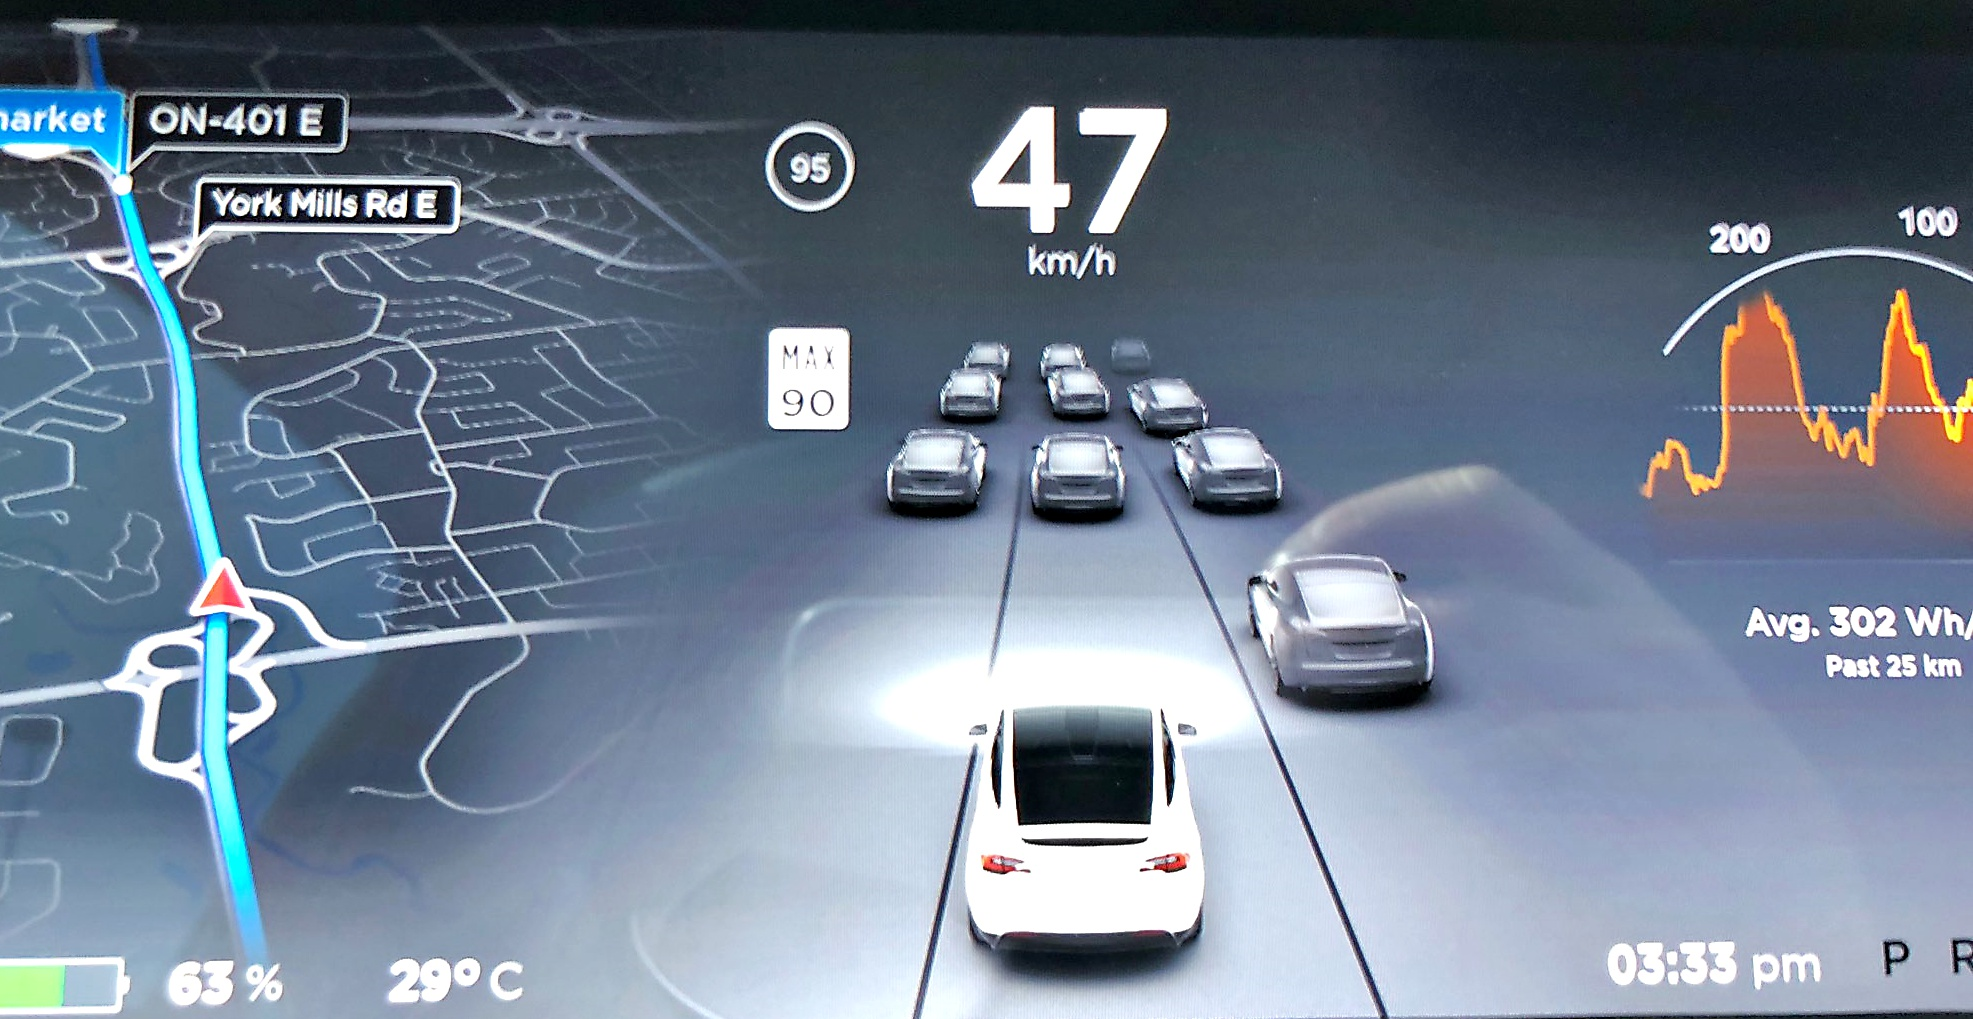 market
ON-401 E
York Mills Rd E
95
47
km/h
MAX
90
200
100
Avg. 302 Wh/
Past 25 km
63 %
29° C
03:33 pm
P R